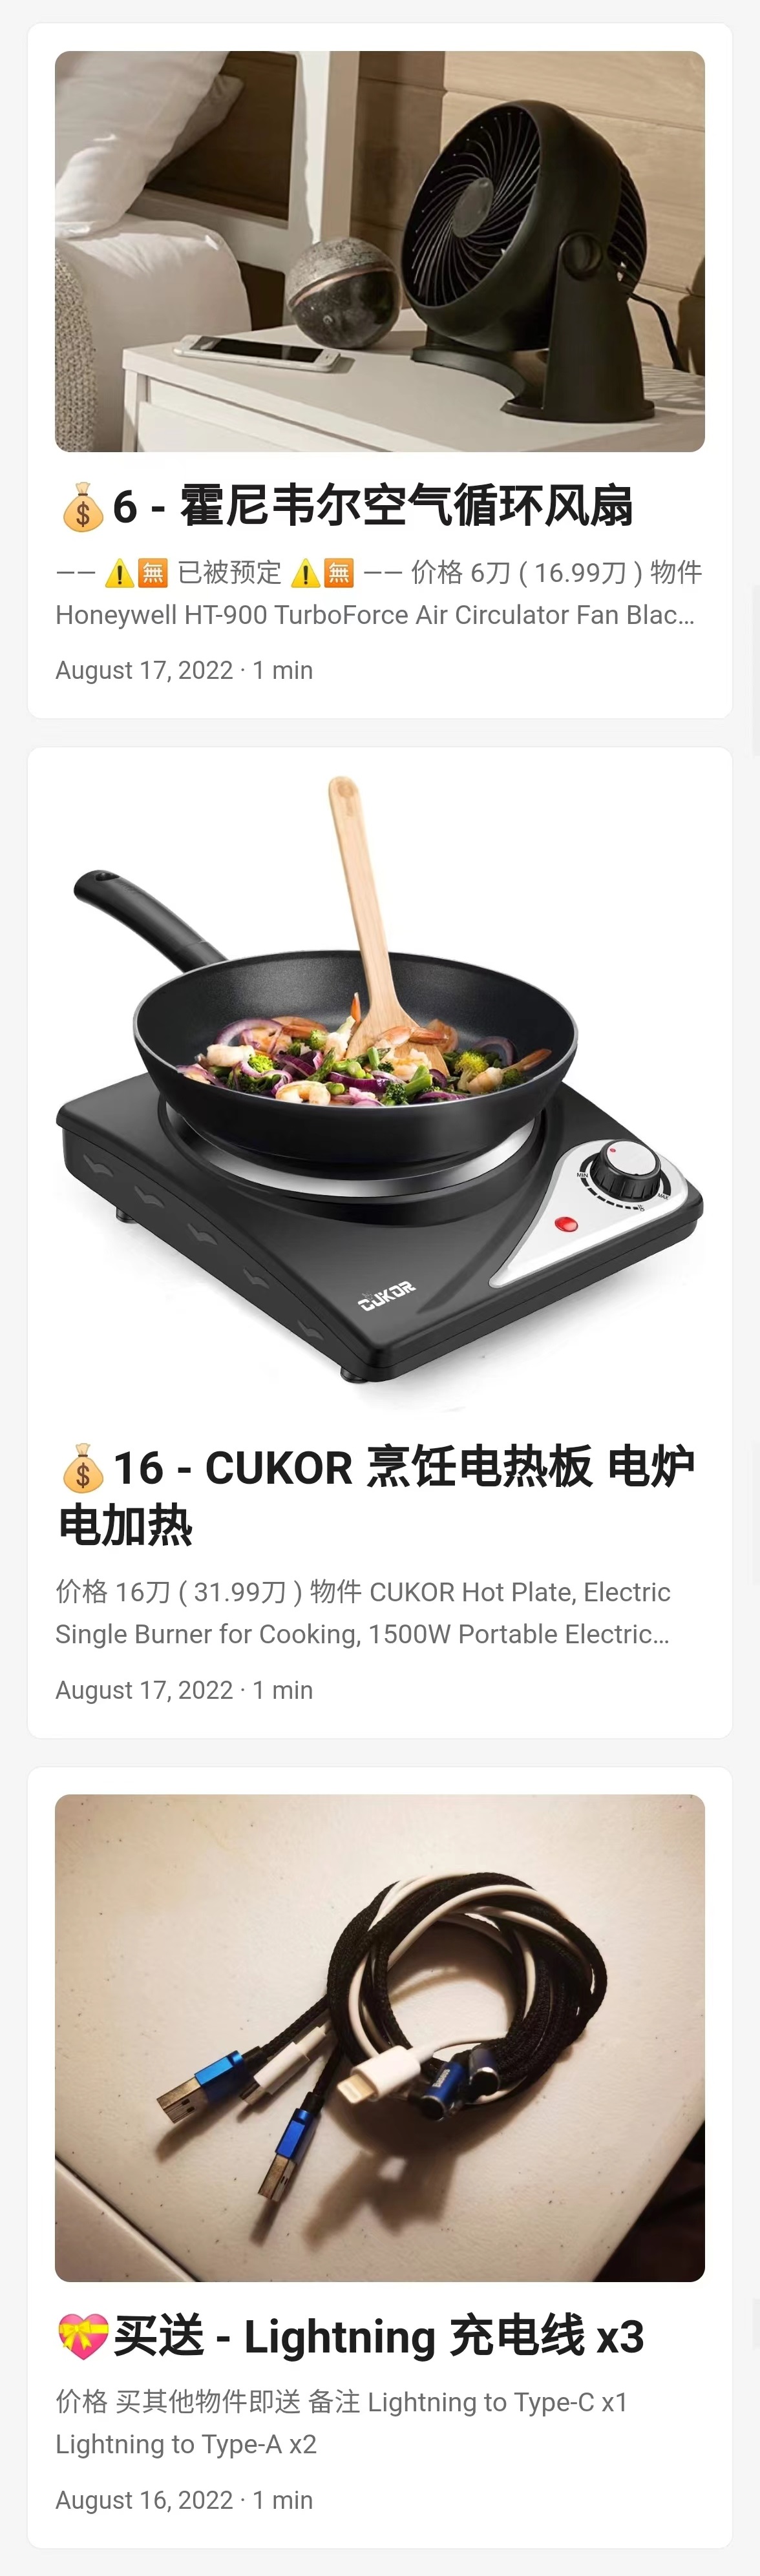 💰6 - 霍尼韦尔空气循环风扇
—— ⚠️🈚 已被预定 ⚠️🈚 —— 价格 6刀 ( 16.99刀 ) 物件
Honeywell HT-900 TurboForce Air Circulator Fan Blac…
August 17, 2022 · 1 min
MIN
MAX
CUKOR
💰16 - CUKOR 烹饪电热板 电炉
电加热
价格 16刀 ( 31.99刀 ) 物件 CUKOR Hot Plate, Electric
Single Burner for Cooking, 1500W Portable Electric…
August 17, 2022 · 1 min
💝买送 - Lightning 充电线 x3
价格 买其他物件即送 备注 Lightning to Type-C x1
Lightning to Type-A x2
August 16, 2022 · 1 min